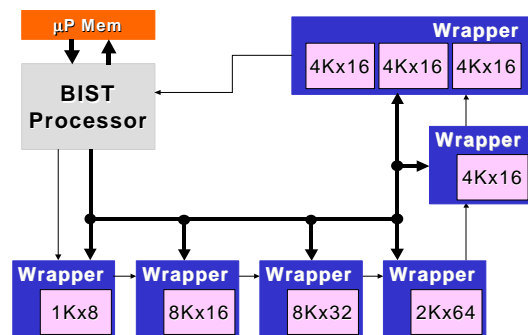 μP Mem
Wrapper
4Kx16 4Kx16 4Kx16
BIST
Processor
Wrapper
4Kx16
Wrapper Wrapper Wrapper Wrapper
1Kx8 8Kx16 8Kx32 2Kx64